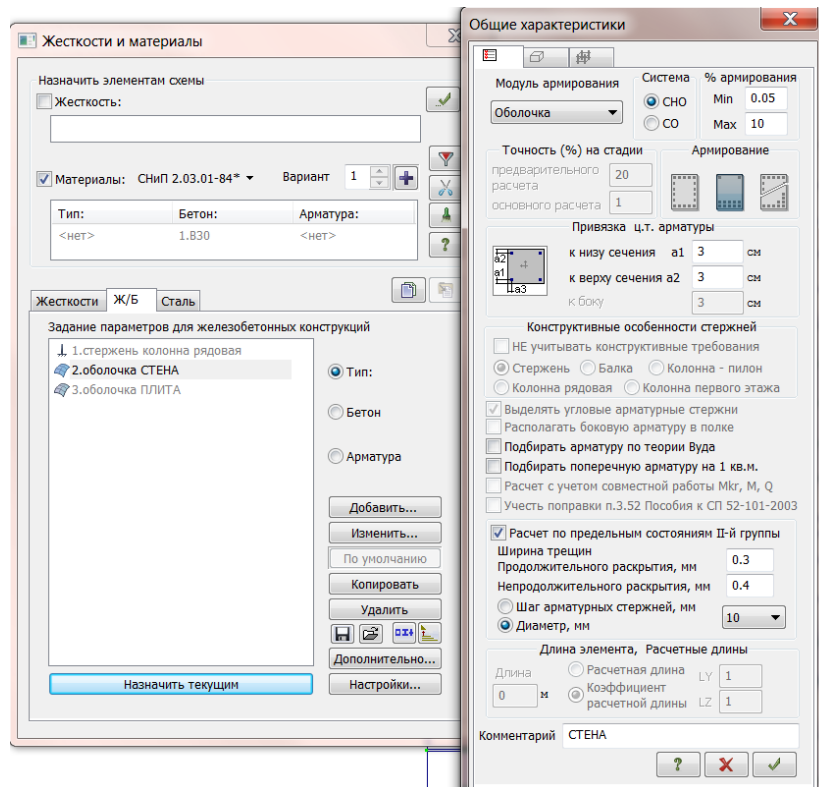 Жесткости и материалы
Назначить элементам схемы
Жесткость:
Материалы: СНиП 2.03.01-84* Вариант 1
Тип: Бетон: Арматура:
<нет> 1.В30 <нет>
?
Жесткости Ж/Б Сталь
Задание параметров для железобетонных конструкций
1.стержень колонна рядовая
2.оболочка СТЕНА
3.оболочка ПЛИТА
Тип:
Бетон
Арматура
Добавить...
Изменить...
По умолчанию
Копировать
Удалить
Дополнительно...
Назначить текущим
Настройки...
Общие характеристики
Модуль армирования Система % армирования
Оболочка СНО Min 0.05
СО Max 10
Точность (%) на стадии Армирование
предварительного расчета 20
основного расчета 1
Привязка ц.т. арматуры
a2
a1
a3
к низу сечения a1 3 см
к верху сечения a2 3 см
к боку 3 см
Конструктивные особенности стержней
НЕ учитывать конструктивные требования
Стержень Балка Колонна - пилон
Колонна рядовая Колонна первого этажа
Выделять угловые арматурные стержни
Располагать боковую арматуру в полке
Подбирать арматуру по теории Вуда
Подбирать поперечную арматуру на 1 кв.м.
Расчет с учетом совместной работы Mkr, M, Q
Учесть поправки п.3.52 Пособия к СП 52-101-2003
Расчет по предельным состояниям II-й группы
Ширина трещин
Продолжительного раскрытия, мм 0.3
Непродолжительного раскрытия, мм 0.4
Шаг арматурных стержней, мм
Диаметр, мм 10
Длина элемента, Расчетные длины
Длина Расчетная длина LY 1
0 м Коэффициент расчетной длины LZ 1
Комментарий СТЕНА
?